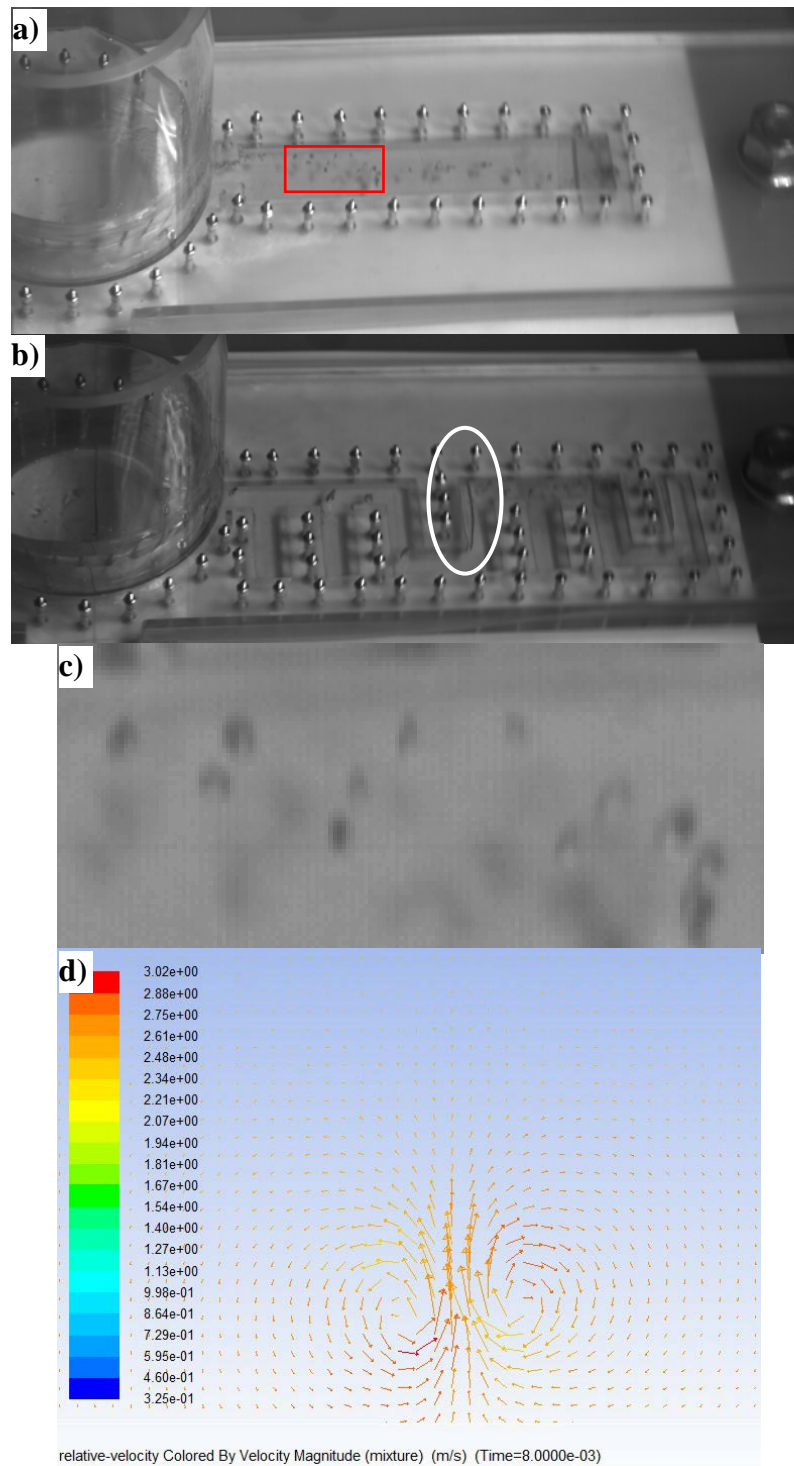 a)
b)
c)
d)
3.02e+00
2.88e+00
2.75e+00
2.61e+00
2.48e+00
2.34e+00
2.21e+00
2.07e+00
1.94e+00
1.81e+00
1.67e+00
1.54e+00
1.40e+00
1.27e+00
1.13e+00
9.98e-01
8.64e-01
7.29e-01
5.95e-01
4.60e-01
3.25e-01
relative-velocity Colored By Velocity Magnitude (mixture) (m/s) (Time=8.0000e-03)